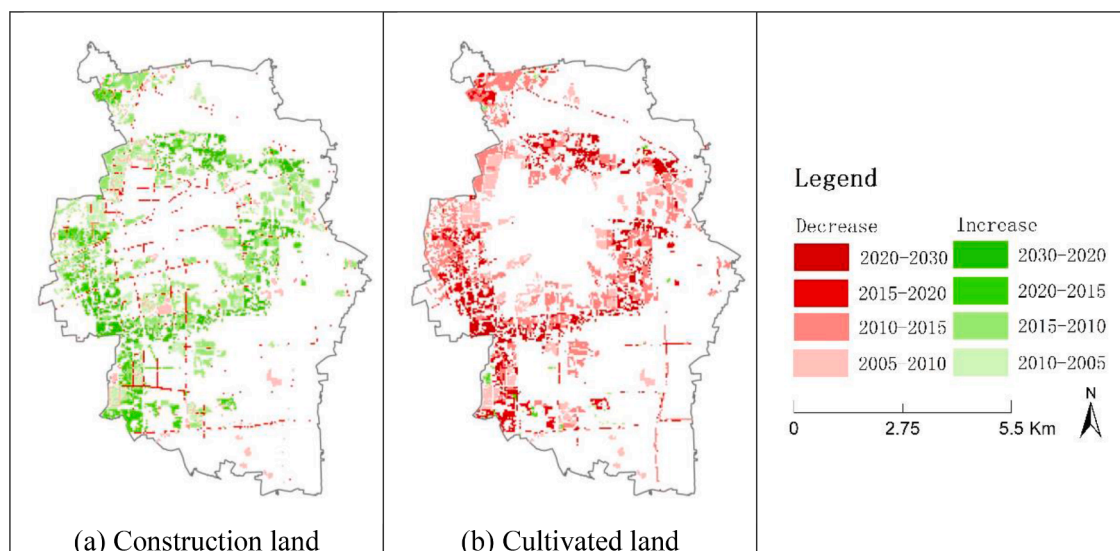 Legend
Decrease Increase
2020-2030 2030-2020
2015-2020 2020-2015
2010-2015 2015-2010
2005-2010 2010-2005
N
0 2.75 5.5 Km
(a) Construction land (b) Cultivated land